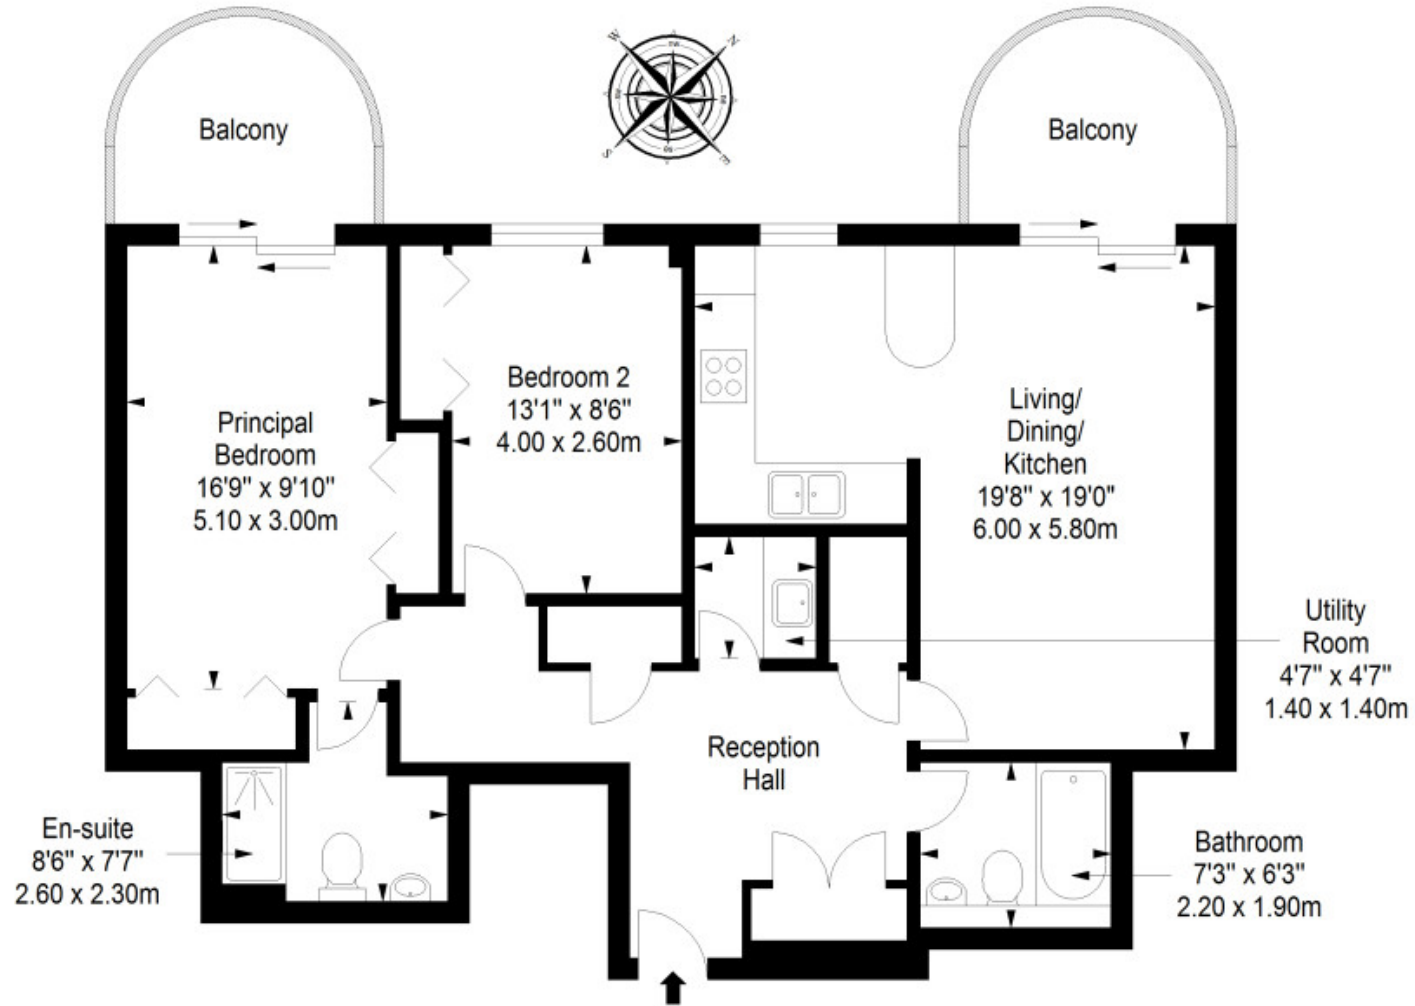 Balcony
W
N
S
E
Balcony
Principal
Bedroom
16'9" x 9'10"
5.10 x 3.00m
Bedroom 2
13'1" x 8'6"
4.00 x 2.60m
Living/
Dining/
Kitchen
19'8" x 19'0"
6.00 x 5.80m
Utility
Room
4'7" x 4'7"
1.40 x 1.40m
Reception
Hall
En-suite
8'6" x 7'7"
2.60 x 2.30m
Bathroom
7'3" x 6'3"
2.20 x 1.90m